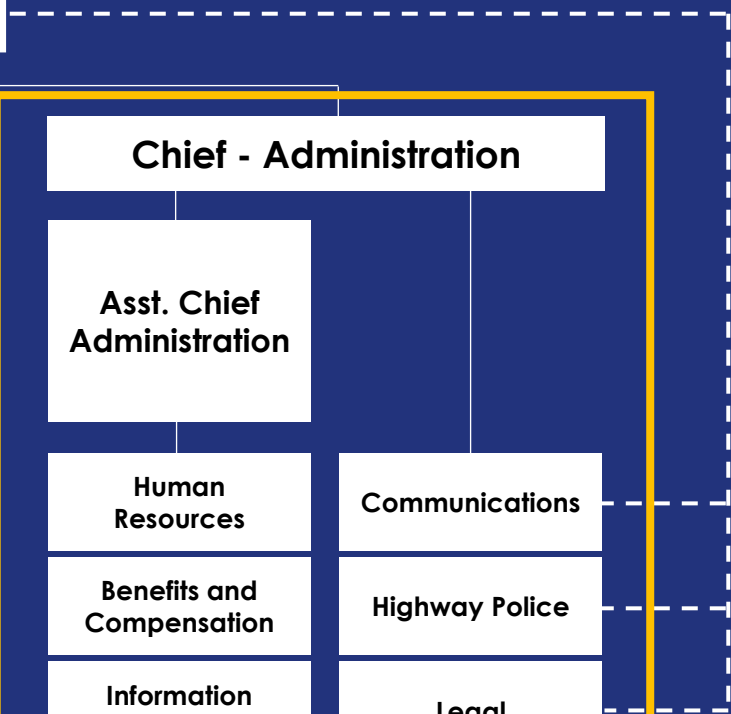 Chief - Administration
Asst. Chief
Administration
Human
Resources
Communications
Benefits and
Compensation
Highway Police
Information
Legal